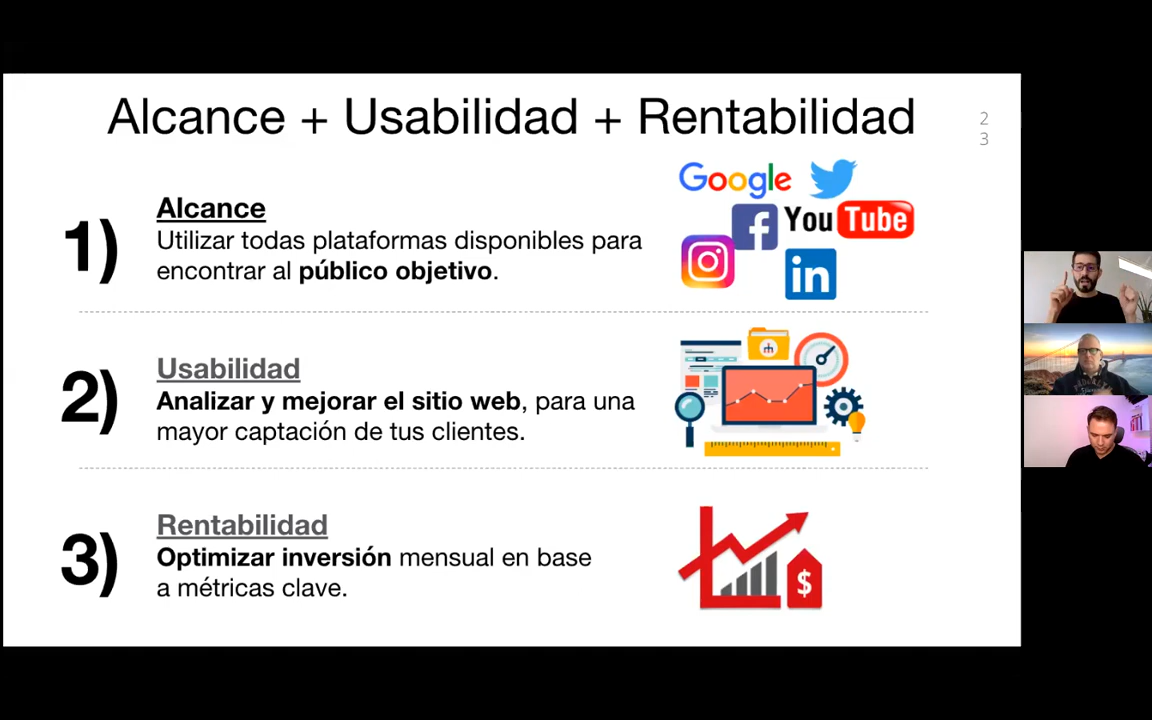 Alcance + Usabilidad + Rentabilidad
2
3
1)
Alcance
Utilizar todas plataformas disponibles para
encontrar al público objetivo.
Google
You Tube
f
in
2)
Usabilidad
Analizar y mejorar el sitio web, para una
mayor captación de tus clientes.
3)
Rentabilidad
Optimizar inversión mensual en base
a métricas clave.
$